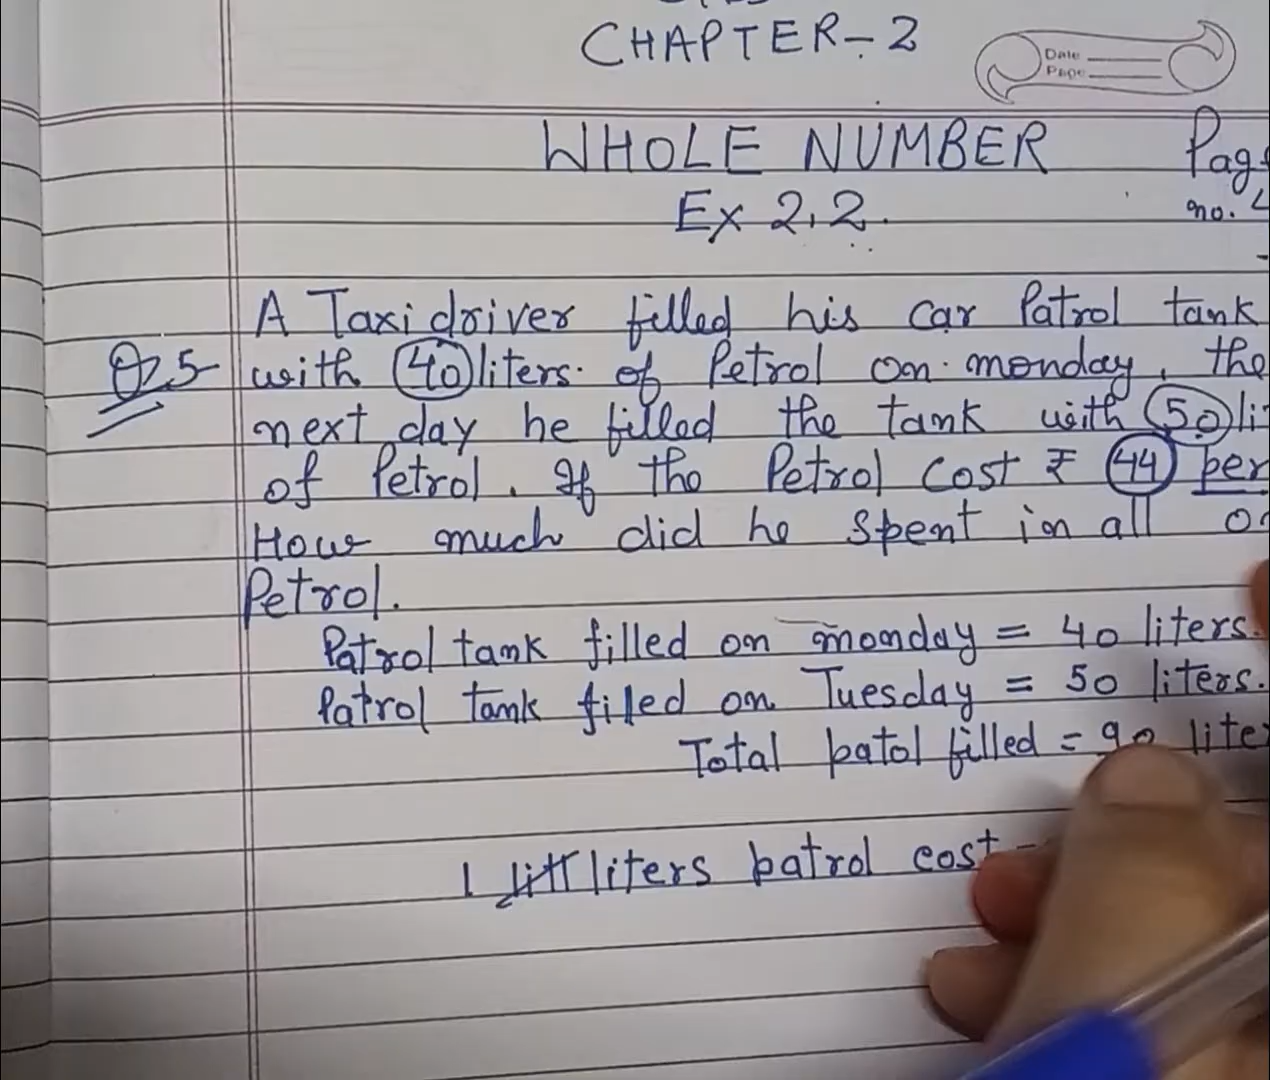 CHAPTER-2
Date
Page
WHOLE NUMBER
Ex 2.2.
no.
A Taxi driver filled his car Patrol tank
Q5 with 40 liters. of Petrol on monday, the
next day he filled the tank with 50
of Petrol. If the Petrol cost ₹ 44 per
How much did he spent in all
Petrol.
Patrol tank filled on monday = 40 liters.
Patrol tank filled on Tuesday = 50 liters.
Total patol filled = 90
1 liters patrol cost